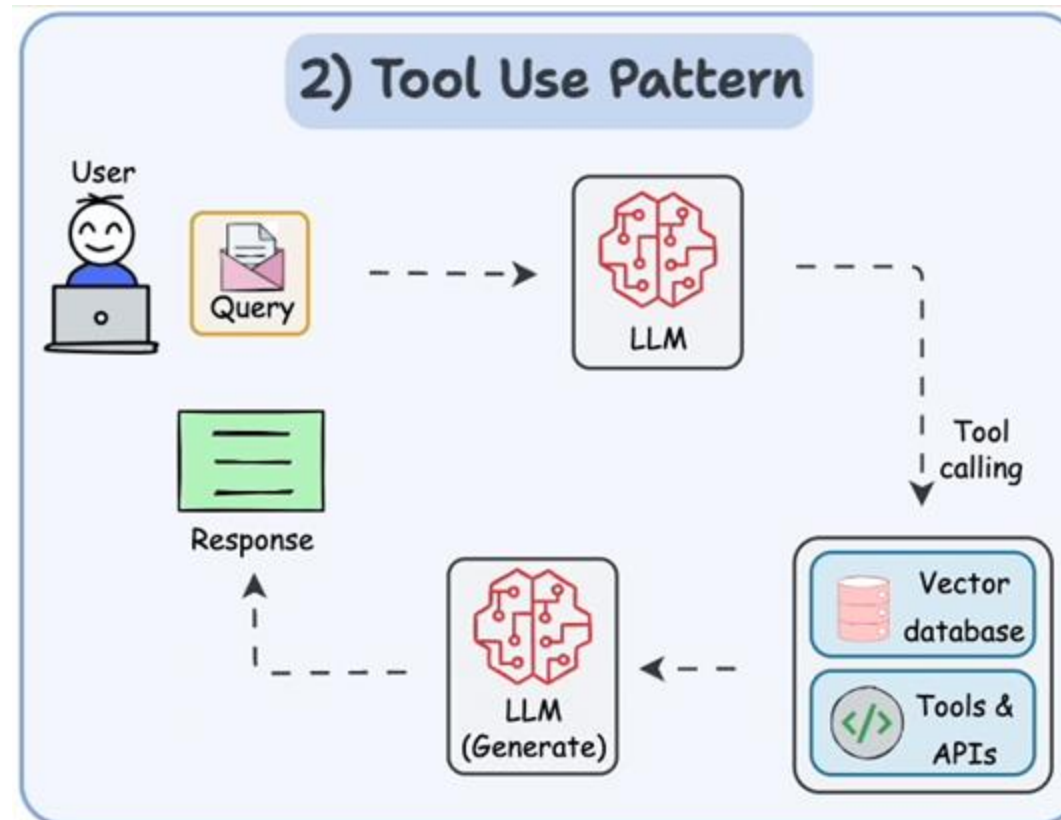 2) Tool Use Pattern
User
Query
LLM
Tool
calling
Response
Vector
database
Tools &
APIs
LLM
(Generate)